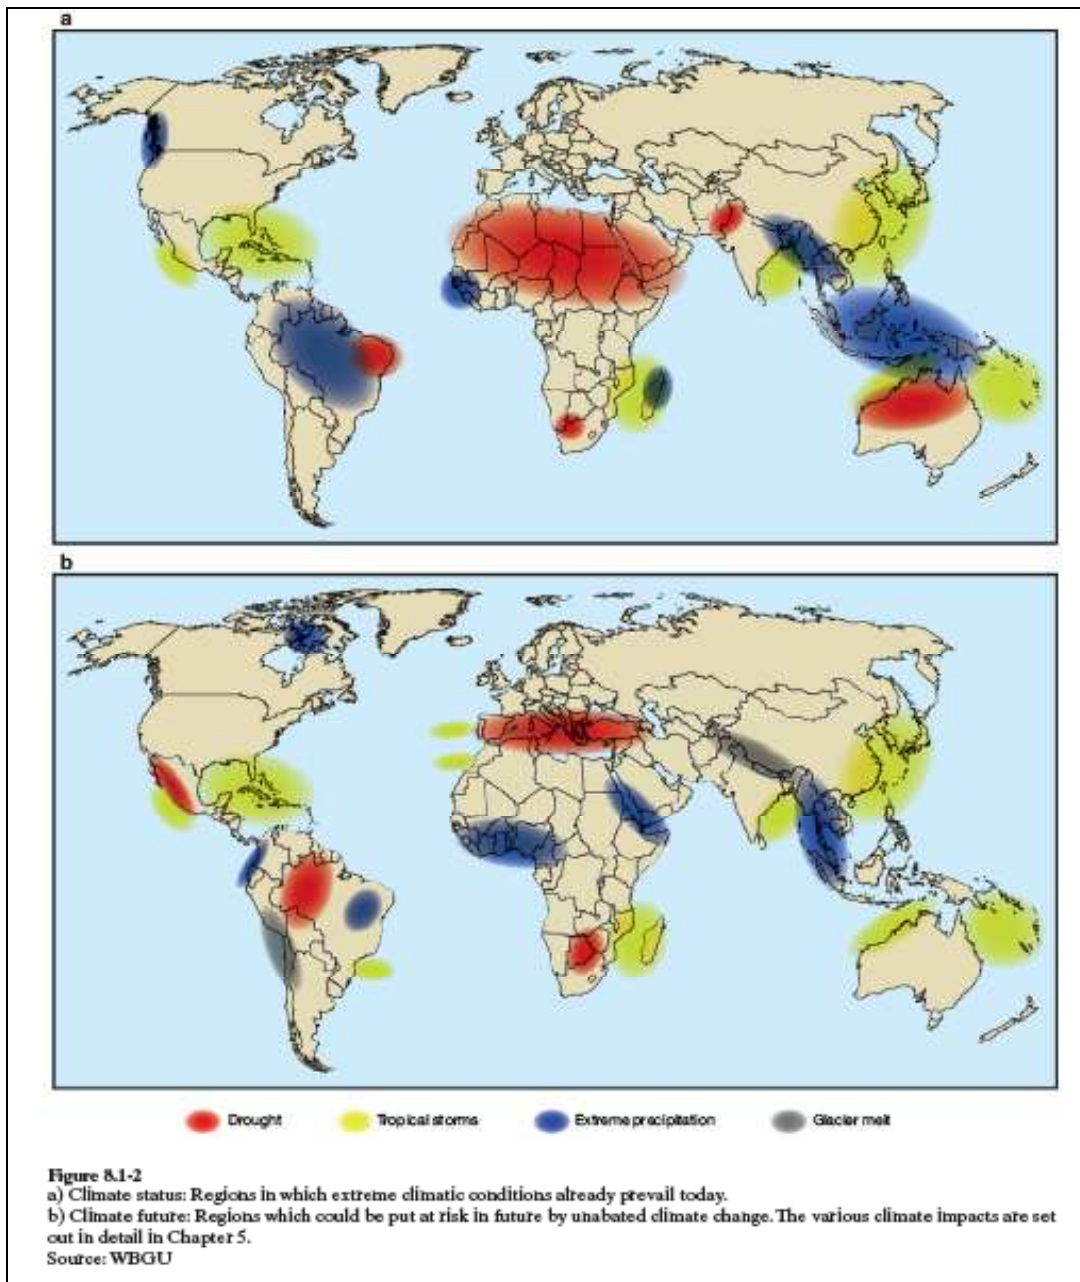 a
b
Drought
Tropical storms
Extreme precipitation
Glacier melt
Figure 8.1-2
a) Climate status: Regions in which extreme climatic conditions already prevail today.
b) Climate future: Regions which could be put at risk in future by unabated climate change. The various climate impacts are set
out in detail in Chapter 5.
Source: WBGU